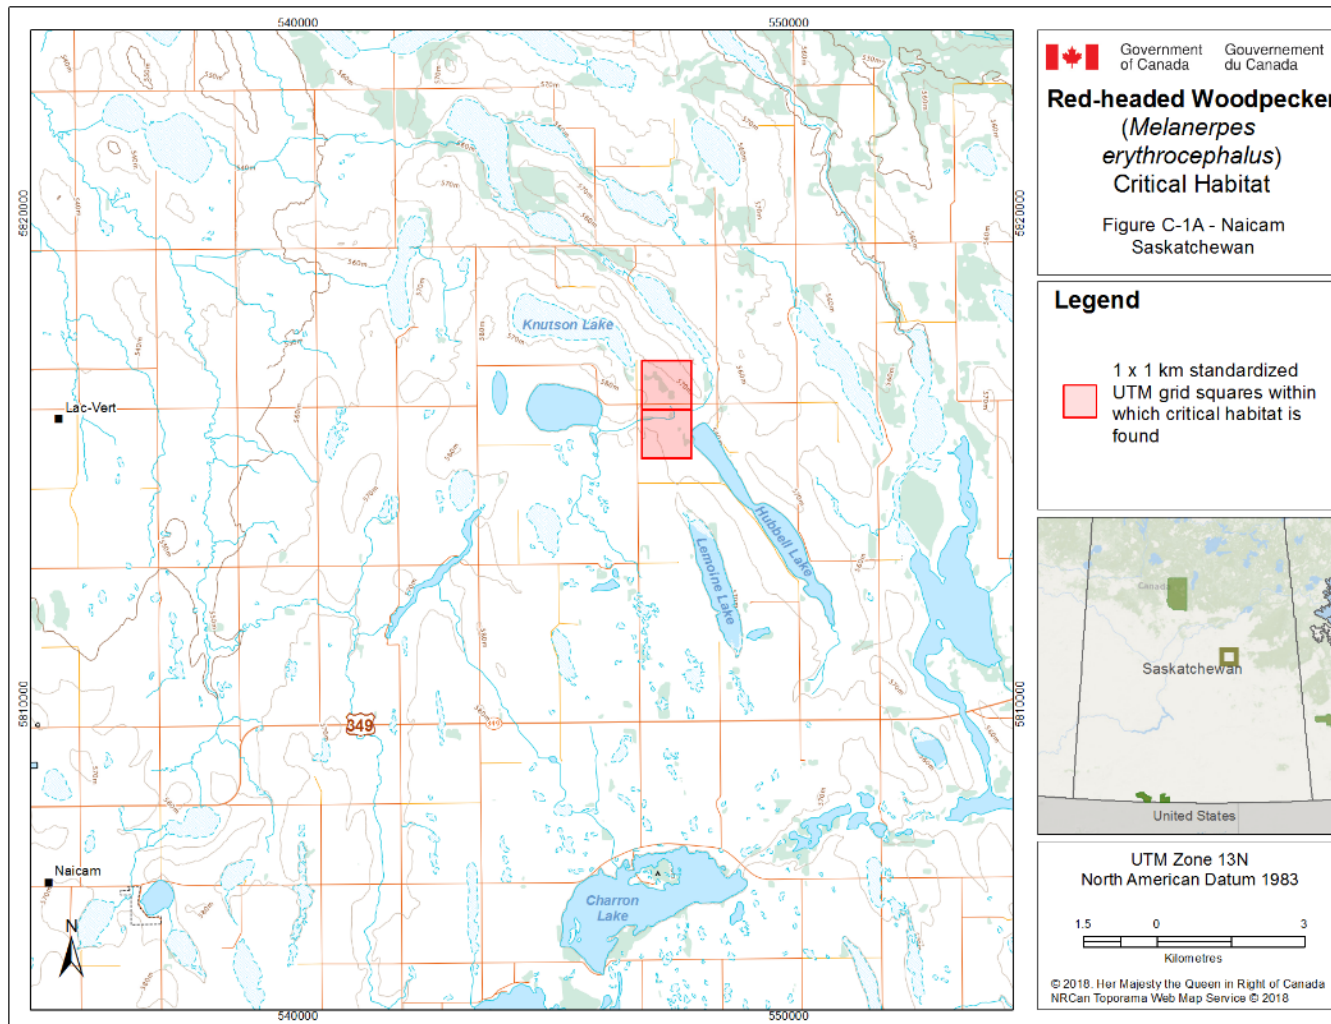 540000
550000
5820000
5820000
Knutson Lake
Lac-Vert
Hubbell Lake
Lemoine Lake
5810000
5810000
349
349
Naicam
Charron
Lake
N
540000
550000
Government
of Canada
Gouvernement
du Canada
Red-headed Woodpecker
(Melanerpes
erythrocephalus)
Critical Habitat
Figure C-1A - Naicam
Saskatchewan
Legend
1 x 1 km standardized
UTM grid squares within
which critical habitat is
found
Canada
Saskatchewan
United States
UTM Zone 13N
North American Datum 1983
1.5 0 3
Kilometres
© 2018. Her Majesty the Queen in Right of Canada
NRCan Toporama Web Map Service © 2018